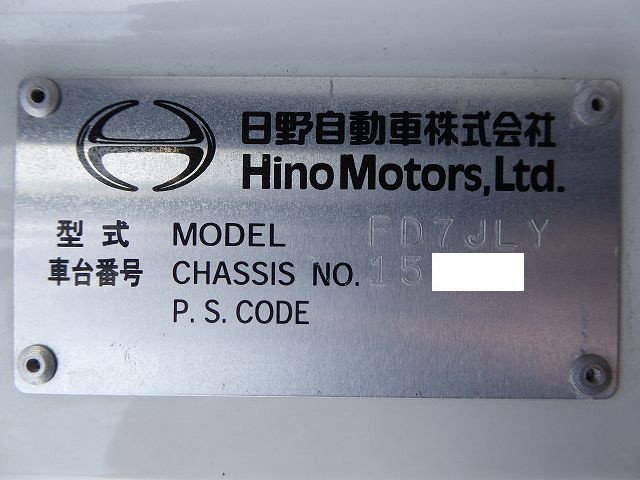 日野自動車株式会社
Hino Motors, Ltd.
型式 MODEL FD7JLY
車台番号 CHASSIS NO. 15
P. S. CODE